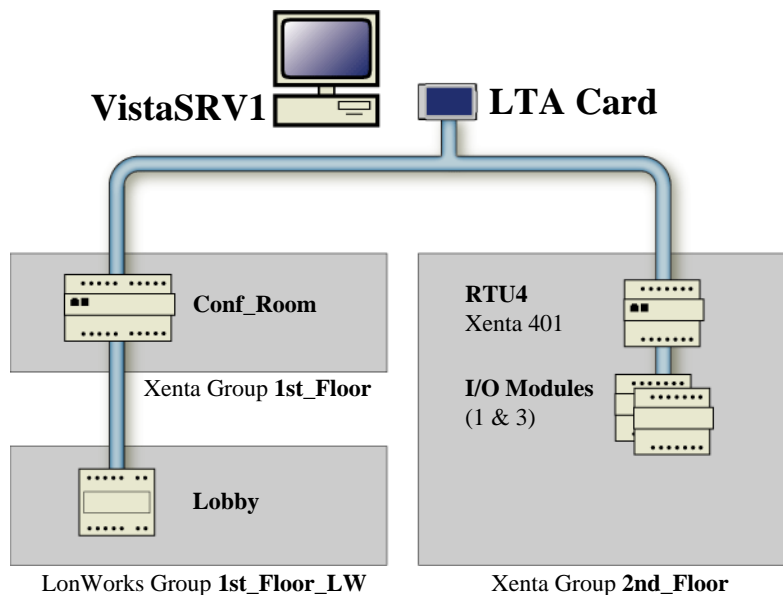 VistaSRV1
LTA Card
Conf_Room
Xenta Group 1st_Floor
Lobby
LonWorks Group 1st_Floor_LW
RTU4
Xenta 401
I/O Modules
(1 & 3)
Xenta Group 2nd_Floor